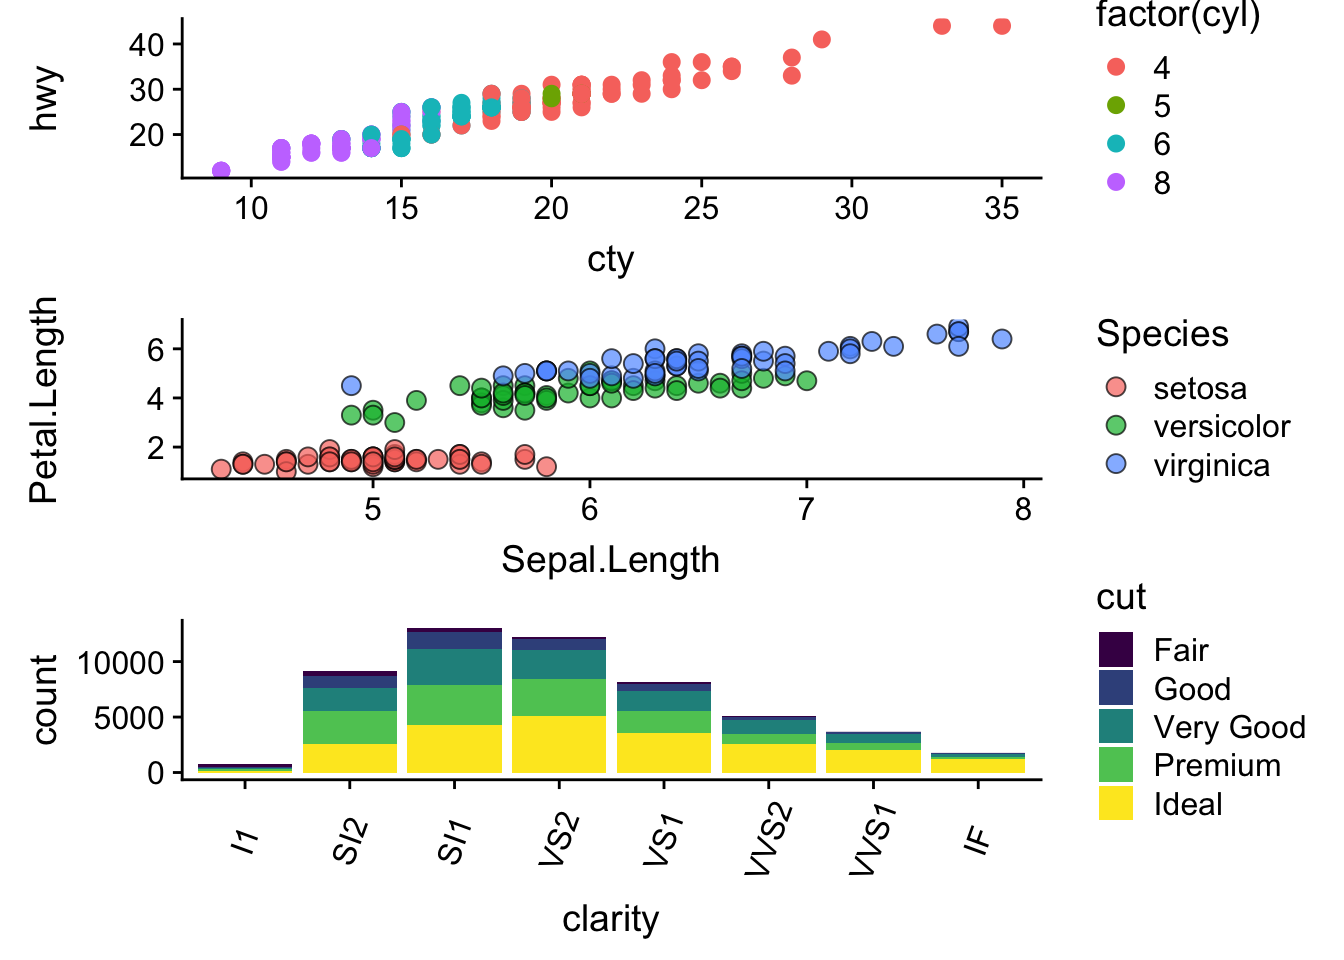 factor(cyl)
hwy
40
30
20
4
5
6
8
10 15 20 25 30 35
cty
Petal.Length
6
4
2
Species
setosa
versicolor
virginica
5 6 7 8
Sepal.Length
cut
count
10000
5000
0
Fair
Good
Very Good
Premium
Ideal
I1 SI2 SI1 VS2 VS1 VVS2 VVS1 IF
clarity